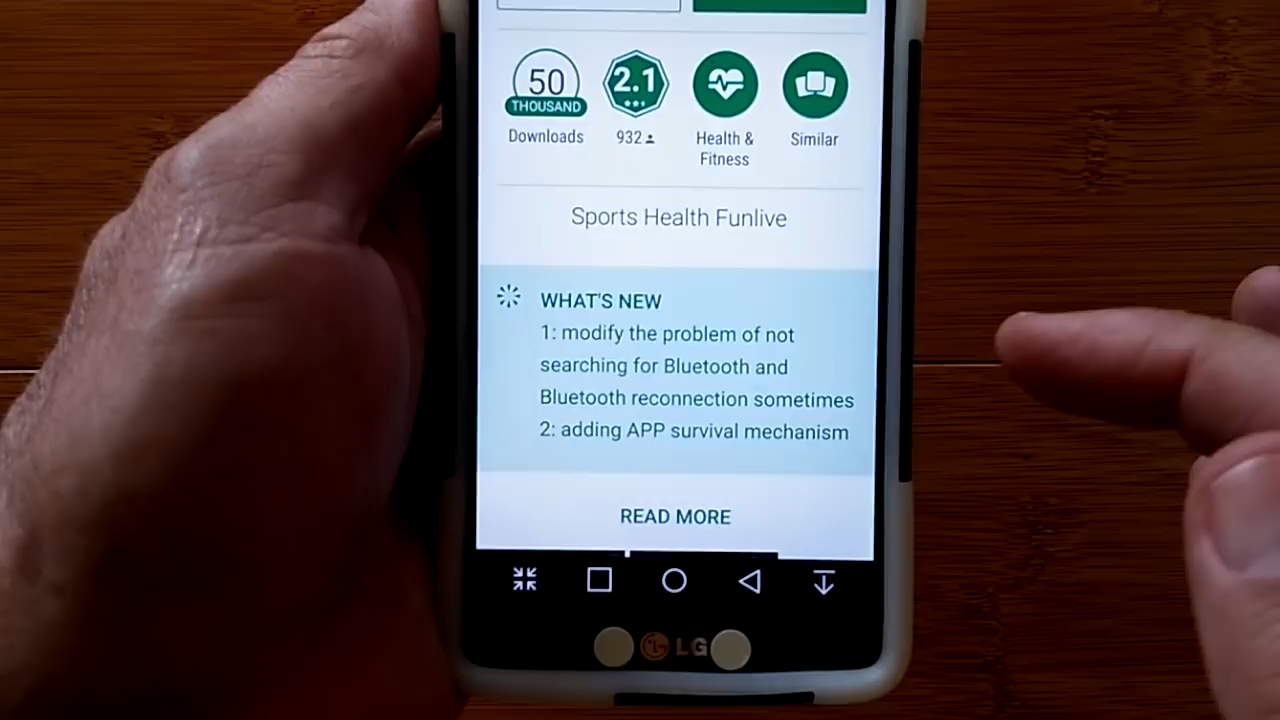 50
THOUSAND
Downloads
2.1
932
Health &
Fitness
Similar
Sports Health Funlive
WHAT'S NEW
1: modify the problem of not
searching for Bluetooth and
Bluetooth reconnection sometimes
2: adding APP survival mechanism
READ MORE
LG